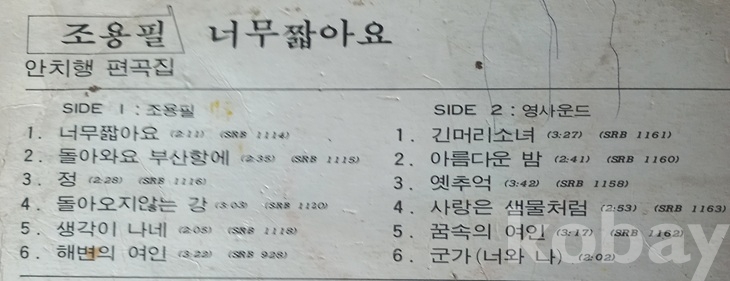 조용필 너무짧아요
안치행 편곡집
SIDE 1 : 조용필
1. 너무짧아요 (2:11) (SRB 1114)
2. 돌아와요 부산항에 (2:35) (SRB 1115)
3. 정 (2:28) (SRB 1116)
4. 돌아오지않는 강 (3:03) (SRB 1120)
5. 생각이 나네 (2:05) (SRB 1118)
6. 해변의 여인 (3:22) (SRB 928)
SIDE 2 : 영사운드
1. 긴머리소녀 (3:27) (SRB 1161)
2. 아름다운 밤 (2:41) (SRB 1160)
3. 옛추억 (3:42) (SRB 1158)
4. 사랑은 샘물처럼 (2:53) (SRB 1163)
5. 꿈속의 여인 (3:17) (SRB 1162)
6. 군가 (너와 나) (2:02)
Kobay